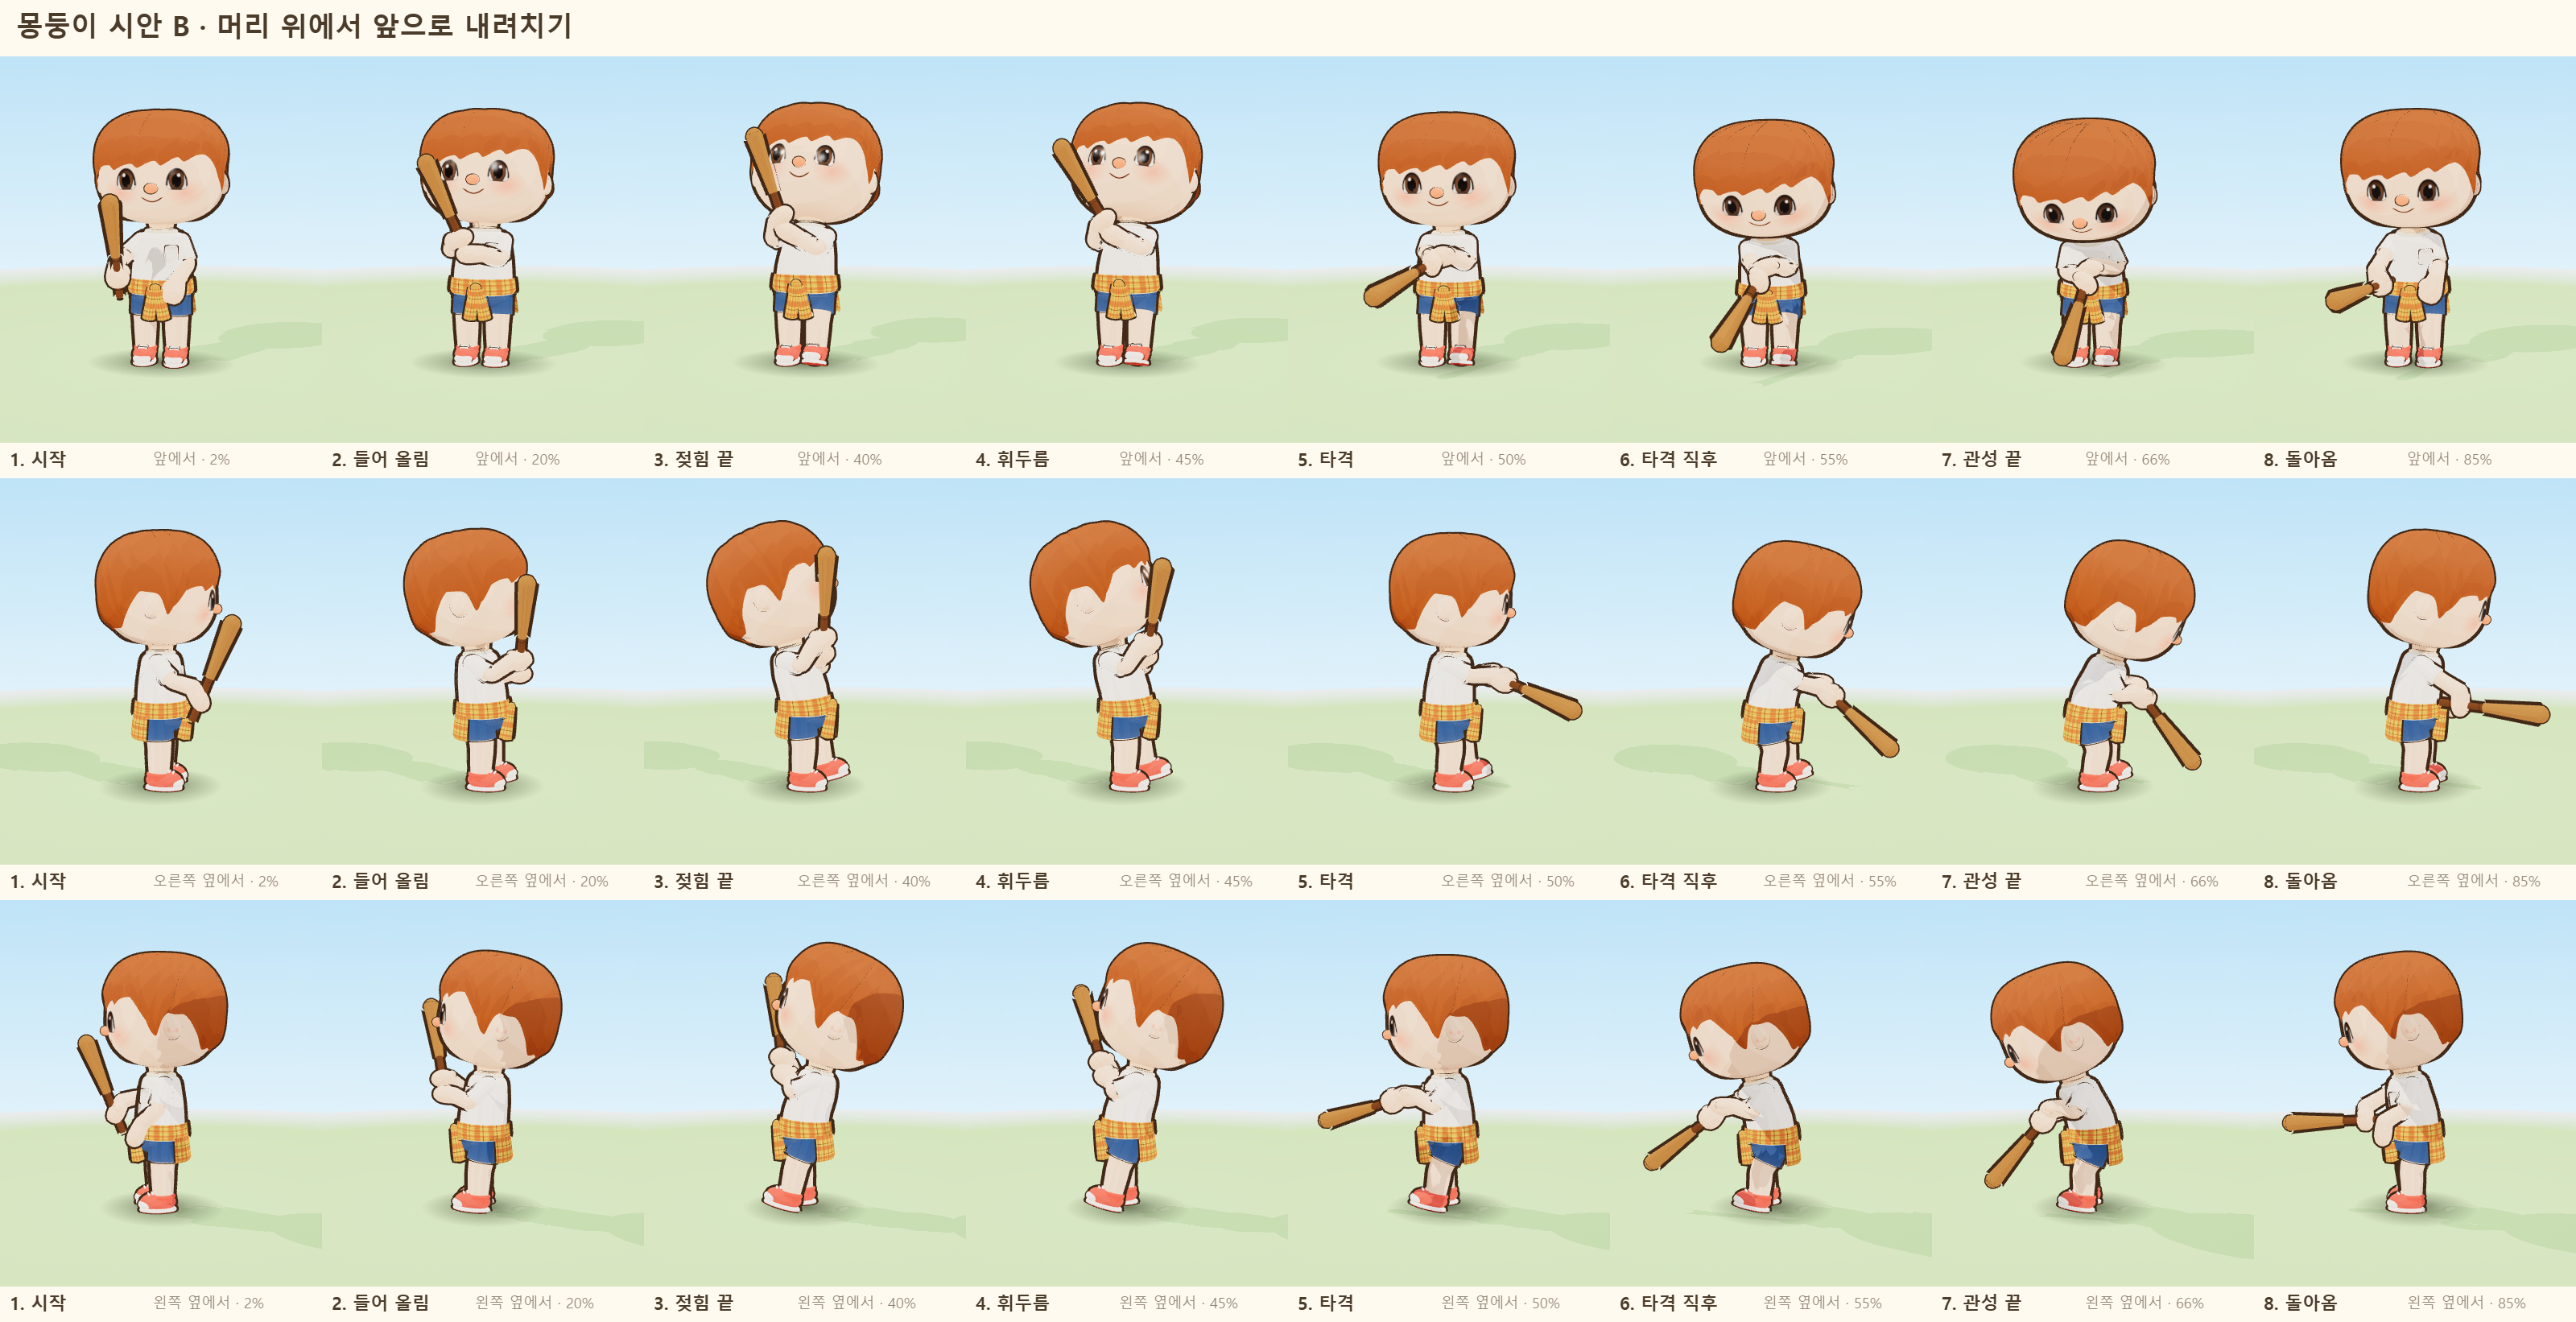 몽둥이 시안 B · 머리 위에서 앞으로 내려치기
1. 시작 앞에서 · 2% 2. 들어 올림 앞에서 · 20% 3. 젖힘 끝 앞에서 · 40% 4. 휘두름 앞에서 · 45% 5. 타격 앞에서 · 50% 6. 타격 직후 앞에서 · 55% 7. 관성 끝 앞에서 · 66% 8. 돌아옴 앞에서 · 85%
1. 시작 오른쪽 옆에서 · 2% 2. 들어 올림 오른쪽 옆에서 · 20% 3. 젖힘 끝 오른쪽 옆에서 · 40% 4. 휘두름 오른쪽 옆에서 · 45% 5. 타격 오른쪽 옆에서 · 50% 6. 타격 직후 오른쪽 옆에서 · 55% 7. 관성 끝 오른쪽 옆에서 · 66% 8. 돌아옴 오른쪽 옆에서 · 85%
1. 시작 왼쪽 옆에서 · 2% 2. 들어 올림 왼쪽 옆에서 · 20% 3. 젖힘 끝 왼쪽 옆에서 · 40% 4. 휘두름 왼쪽 옆에서 · 45% 5. 타격 왼쪽 옆에서 · 50% 6. 타격 직후 왼쪽 옆에서 · 55% 7. 관성 끝 왼쪽 옆에서 · 66% 8. 돌아옴 왼쪽 옆에서 · 85%